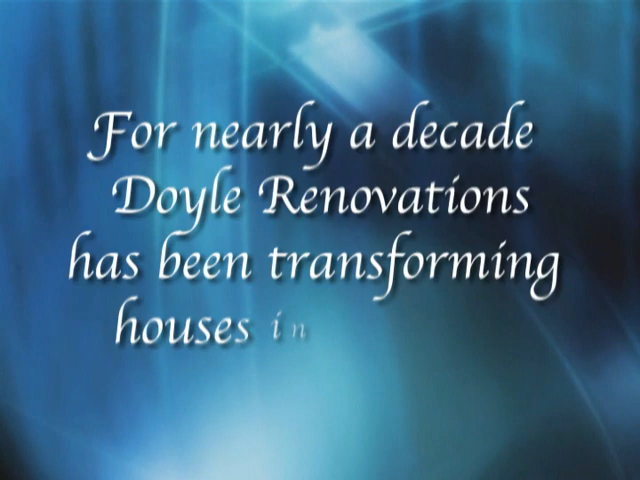 For nearly a decade
Doyle Renovations
has been transforming
houses in